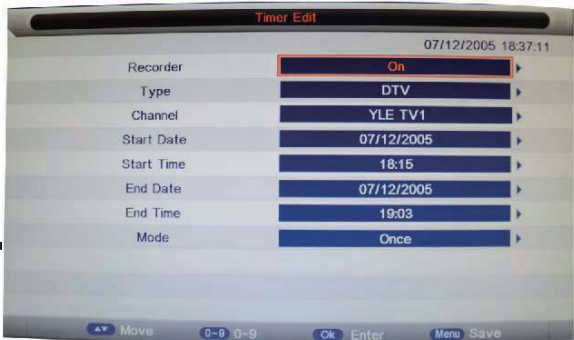 Timer Edit
07/12/2005 18:37:11
Recorder On
Type DTV
Channel YLE TV1
Start Date 07/12/2005
Start Time 18:15
End Date 07/12/2005
End Time 19:03
Mode Once
Move 0~9 0~9 Ok Enter Menu Save